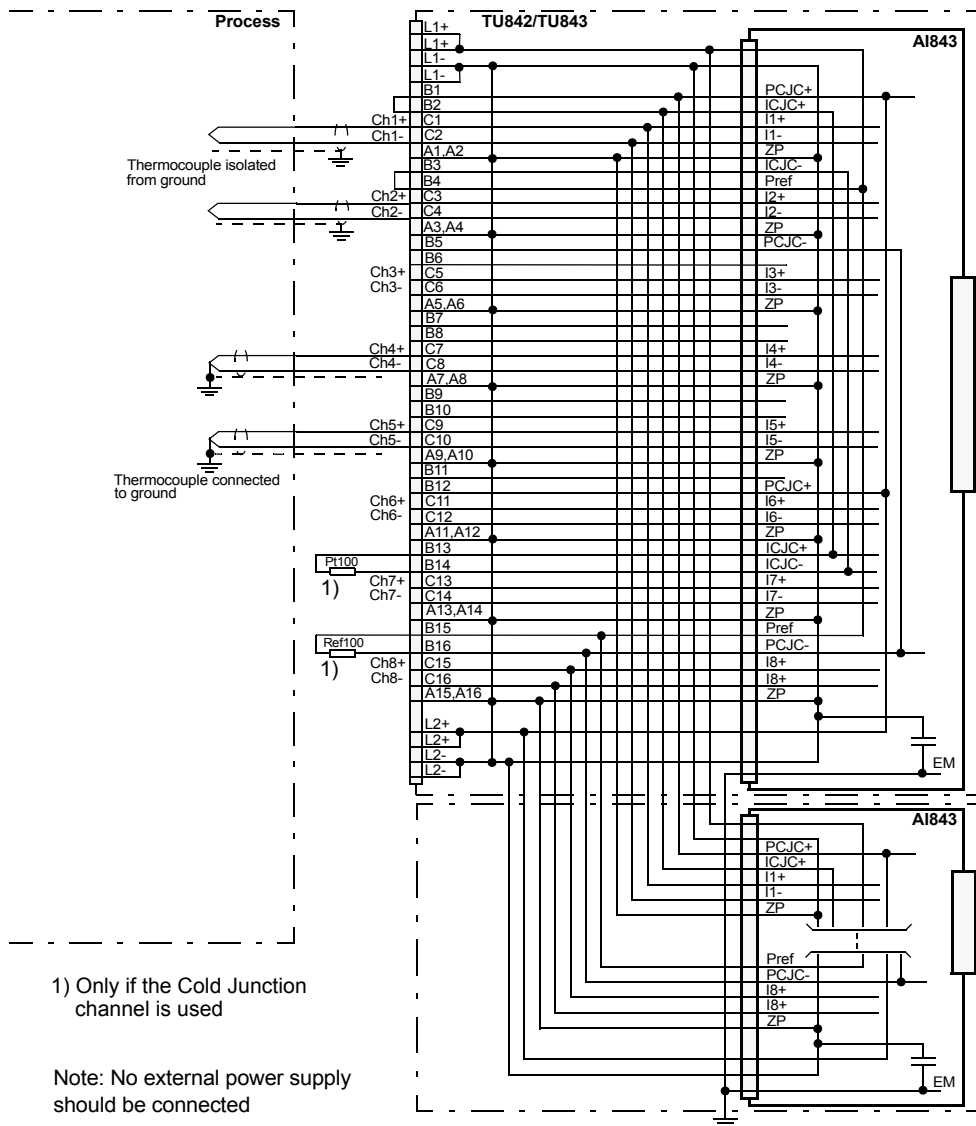 Process
TU842/TU843
AI843
L1+
L1+
L1-
L1-
B1
PCJC+
B2
ICJC+
Ch1+ C1
I1+
Ch1- C2
I1-
A1,A2
ZP
Thermocouple isolated
from ground
B3
ICJC-
B4
Pref
Ch2+ C3
I2+
Ch2- C4
I2-
A3,A4
ZP
B5
PCJC-
B6
Ch3+ C5
I3+
Ch3- C6
I3-
A5,A6
ZP
B7
B8
Ch4+ C7
I4+
Ch4- C8
I4-
A7,A8
ZP
B9
B10
Ch5+ C9
I5+
Ch5- C10
I5-
A9,A10
ZP
Thermocouple connected
to ground
B11
B12
PCJC+
Ch6+ C11
I6+
Ch6- C12
I6-
A11,A12
ZP
B13
ICJC+
Pt100
B14
ICJC-
1)
Ch7+ C13
I7+
Ch7- C14
I7-
A13,A14
ZP
B15
Pref
Ref100
B16
PCJC-
1)
Ch8+ C15
I8+
Ch8- C16
I8+
A15,A16
ZP
L2+
L2+
L2-
L2-
EM
AI843
PCJC+
ICJC+
I1+
I1-
ZP
Pref
PCJC-
I8+
I8+
ZP
EM
1) Only if the Cold Junction
channel is used
Note: No external power supply
should be connected